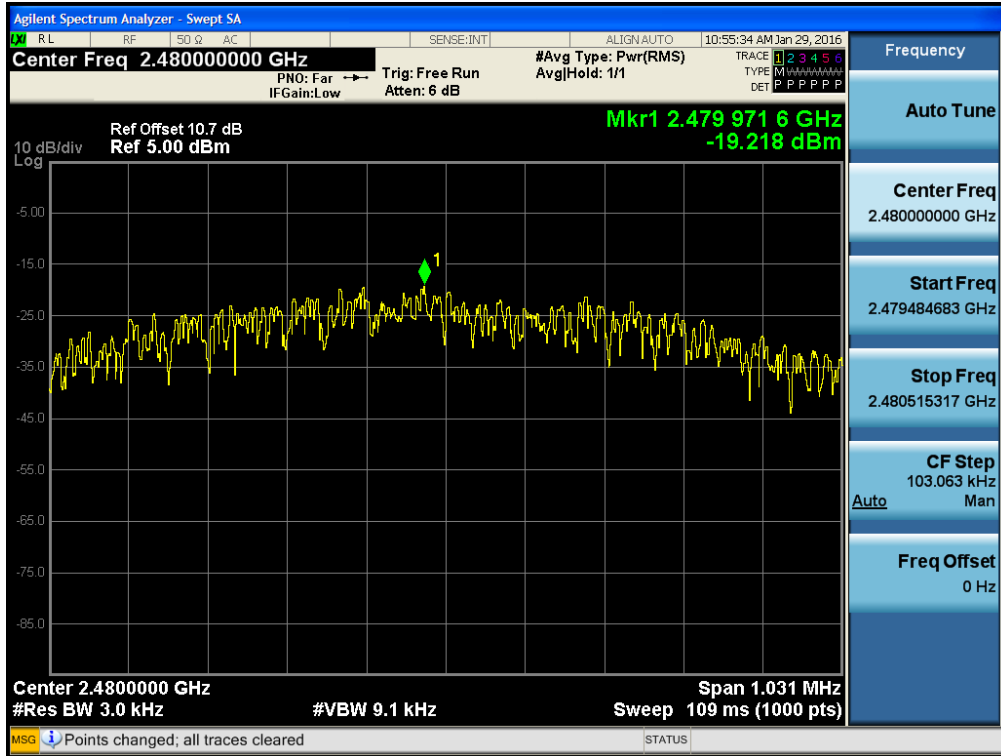 Agilent Spectrum Analyzer - Swept SA
LXI RL RF 50 Ω AC SENSE:INT ALIGN AUTO 10:55:34 AM Jan 29, 2016
Center Freq 2.480000000 GHz
PNO: Far
IFGain:Low
Trig: Free Run
Atten: 6 dB
#Avg Type: Pwr(RMS)
Avg|Hold: 1/1
TRACE 1 2 3 4 5 6
TYPE M WWWWW
DET P P P P P P
Mkr1 2.479 971 6 GHz
-19.218 dBm
Ref Offset 10.7 dB
Ref 5.00 dBm
10 dB/div
Log
1
-5.00
-15.0
-25.0
-35.0
-45.0
-55.0
-65.0
-75.0
-85.0
Center 2.4800000 GHz
Span 1.031 MHz
#Res BW 3.0 kHz
#VBW 9.1 kHz
Sweep 109 ms (1000 pts)
MSG Points changed; all traces cleared
STATUS
Frequency
Auto Tune
Center Freq
2.480000000 GHz
Start Freq
2.479484683 GHz
Stop Freq
2.480515317 GHz
CF Step
103.063 kHz
Auto Man
Freq Offset
0 Hz